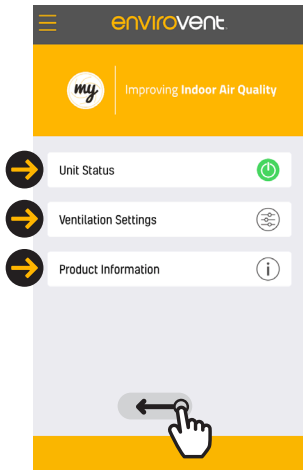 envirovent
my
Improving Indoor Air Quality
Unit Status
Ventilation Settings
Product Information
i